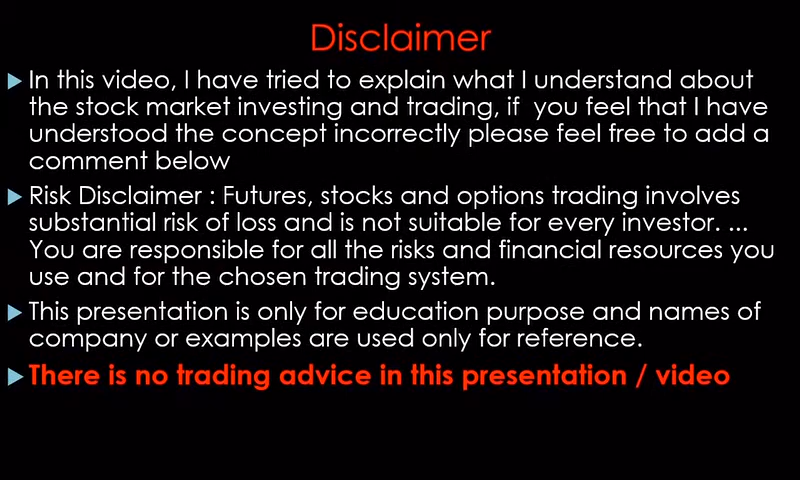 Disclaimer
In this video, I have tried to explain what I understand about
the stock market investing and trading, if  you feel that I have
understood the concept incorrectly please feel free to add a
comment below
Risk Disclaimer : Futures, stocks and options trading involves
substantial risk of loss and is not suitable for every investor. ...
You are responsible for all the risks and financial resources you
use and for the chosen trading system.
This presentation is only for education purpose and names of
company or examples are used only for reference.
There is no trading advice in this presentation / video